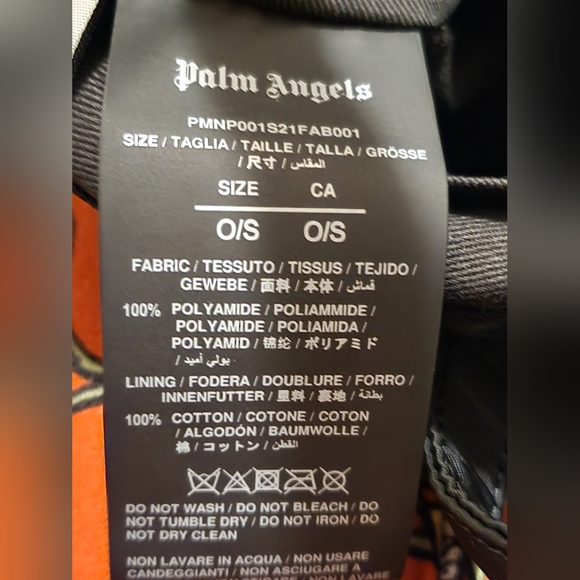 Palm Angels
PMNP001S21FAB001
SIZE / TAGLIA / TAILLE / TALLA / GRÖSSE
/ 尺寸 / المقاس
SIZE CA
O/S O/S
FABRIC / TESSUTO / TISSUS / TEJIDO /
GEWEBE / 面料 / 本体 / قماش
100% POLYAMIDE / POLIAMMIDE /
POLYAMIDE / POLIAMIDA /
POLYAMID / 锦纶 / ポリアミド
/ بولي أميد
LINING / FODERA / DOUBLURE / FORRO /
INNENFUTTER / 里料 / 裏地 / بطانة
100% COTTON / COTONE / COTON
/ ALGODÓN / BAUMWOLLE /
棉 / コットン / القطن
DO NOT WASH / DO NOT BLEACH / DO
NOT TUMBLE DRY / DO NOT IRON / DO
NOT DRY CLEAN
NON LAVARE IN ACQUA / NON USARE
CANDEGGIANTI / NON ASCIUGARE A